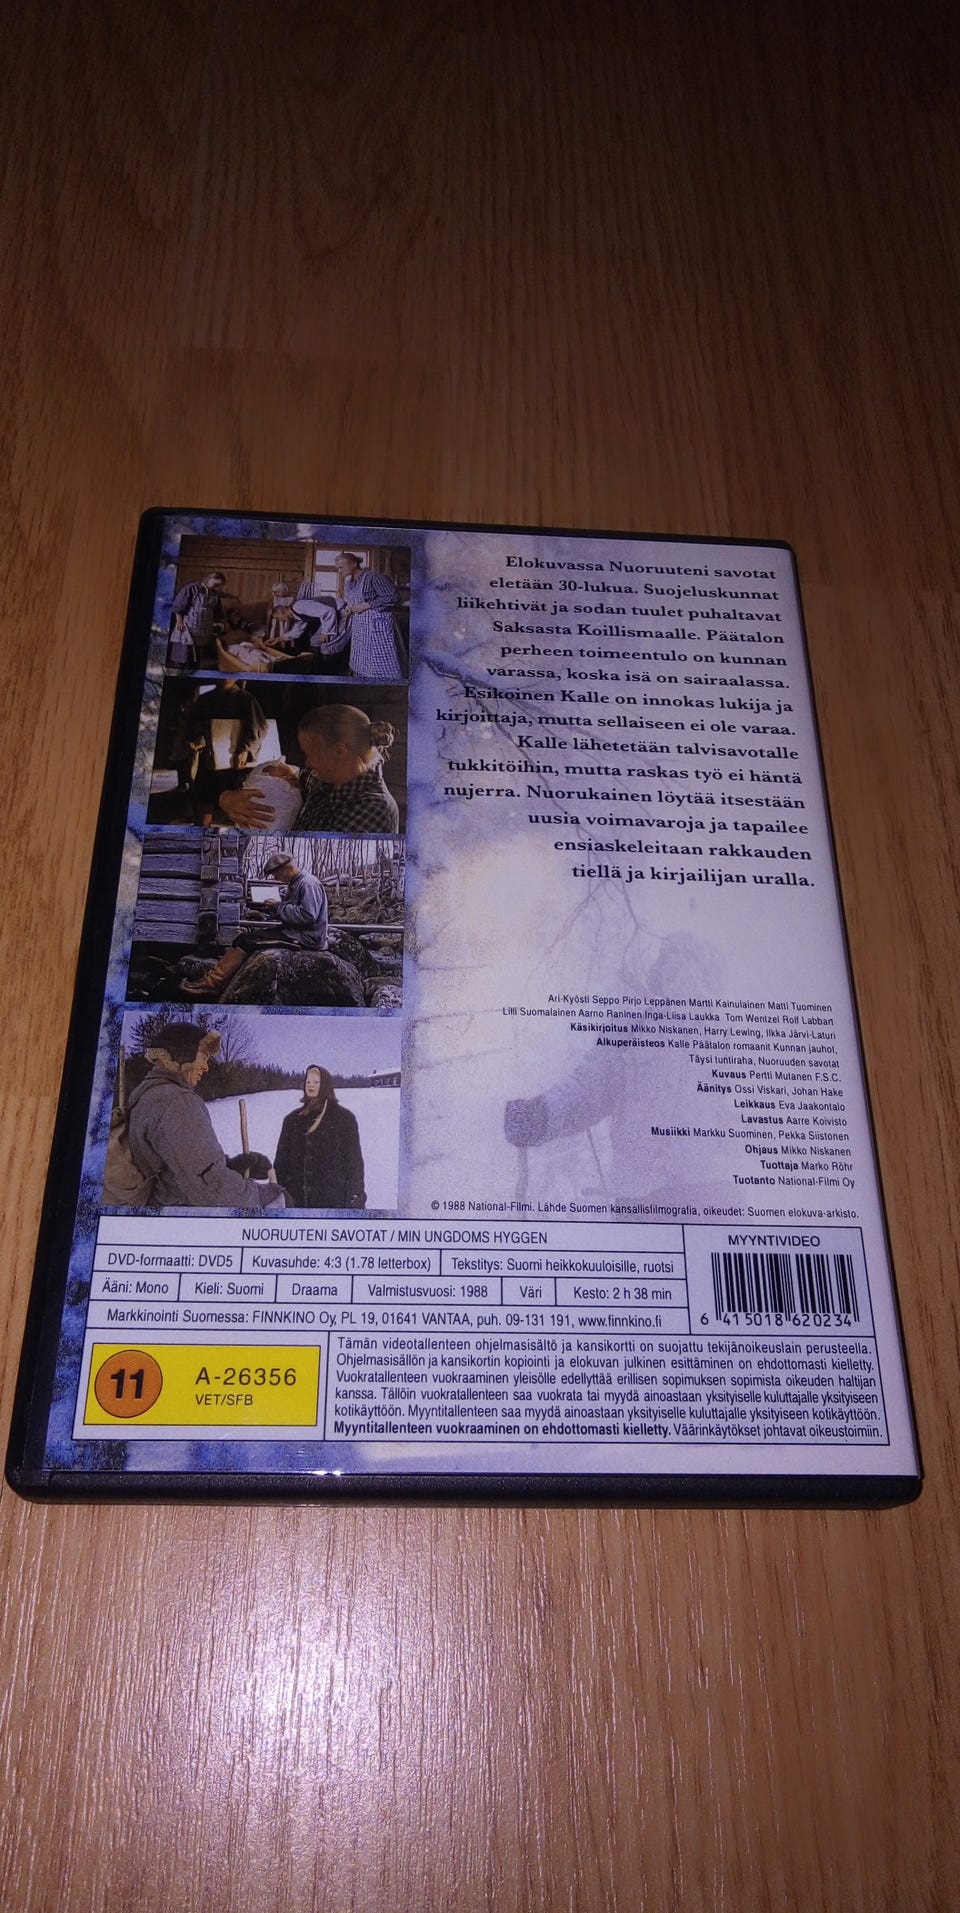 Elokuvassa Nuoruuteni savotat
eletään 30-lukua. Suojeluskunnat
liikehtivät ja sodan tuulet puhaltavat
Saksasta Koillismaalle. Päätalon
perheen toimeentulo on kunnan
varassa, koska isä on sairaalassa.
Esikoinen Kalle on innokas lukija ja
kirjoittaja, mutta sellaiseen ei ole varaa.
Kalle lähetetään talvisavotalle
tukkitöihin, mutta raskas työ ei häntä
nujerra. Nuorukainen löytää itsestään
uusia voimavaroja ja tapailee
ensiaskeleitaan rakkauden
tiellä ja kirjailijan uralla.
Ari-Kyösti Seppo Pirjo Leppänen Martti Kainulainen Matti Tuominen
Lilli Suomalainen Aarno Raninen Inga-Liisa Laukka Tom Wentzel Rolf Labbart
Käsikirjoitus Mikko Niskanen, Harry Lewing, Ilkka Järvi-Laturi
Alkuperäisteos Kalle Päätalon romaanit Kunnan jauhot,
Täysi tuntiraha, Nuoruuden savotat
Kuvaus Pertti Mutanen F.S.C.
Äänitys Ossi Viskari, Johan Hake
Leikkaus Eva Jaakontalo
Lavastus Aarre Koivisto
Musiikki Markku Suominen, Pekka Siistonen
Ohjaus Mikko Niskanen
Tuottaja Marko Röhr
Tuotanto National-Filmi Oy
© 1988 National-Filmi. Lähde Suomen kansallisfilmografia, oikeudet: Suomen elokuva-arkisto.
NUORUUTENI SAVOTAT / MIN UNGDOMS HYGGEN
DVD-formaatti: DVD5 Kuvasuhde: 4:3 (1.78 letterbox) Tekstitys: Suomi heikkokuuloisille, ruotsi
Ääni: Mono Kieli: Suomi Draama Valmistusvuosi: 1988 Väri Kesto: 2 h 38 min
Markkinointi Suomessa: FINNKINO Oy, PL 19, 01641 VANTAA, puh. 09-131 191, www.finnkino.fi
MYYNTIVIDEO
6 415018 620234
11
A-26356
VET/SFB
Tämän videotallenteen ohjelmasisältö ja kansikortti on suojattu tekijänoikeuslain perusteella.
Ohjelmasisällön ja kansikortin kopiointi ja elokuvan julkinen esittäminen on ehdottomasti kielletty.
Vuokratallenteen vuokraaminen yleisölle edellyttää erillisen sopimuksen sopimista oikeuden haltijan
kanssa. Tällöin vuokratallenteen saa vuokrata tai myydä ainoastaan yksityiselle kuluttajalle yksityiseen
kotikäyttöön. Myyntitallenteen saa myydä ainoastaan yksityiselle kuluttajalle yksityiseen kotikäyttöön.
Myyntitallenteen vuokraaminen on ehdottomasti kielletty. Väärinkäytökset johtavat oikeustoimiin.